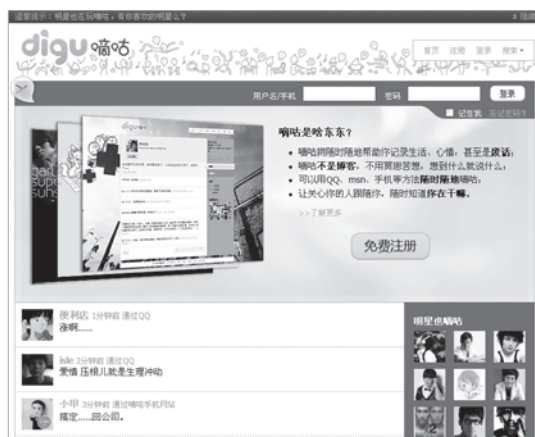 温馨提示：明星也在玩嘀咕，有你喜欢的明星么？
digu嘀咕
首页 注册 登录 搜索
用户名/手机 密码 登录
记住我 忘记密码？
嘀咕是啥东东？
嘀咕网随时随地帮助你记录生活、心情，甚至是废话；
嘀咕不是博客，不用冥思苦想，想到什么就说什么；
可以用QQ、msn、手机等方法随时随地嘀咕；
让关心你的人跟随你，随时知道你在干嘛。
>>了解更多
免费注册
便利店 1分钟前 通过QQ
涨啊......
明星也嘀咕
isle 2分钟前 通过QQ
爱情 压根儿就是生理冲动
小甲 3分钟前 通过嘀咕手机网站
搞定......回公司。